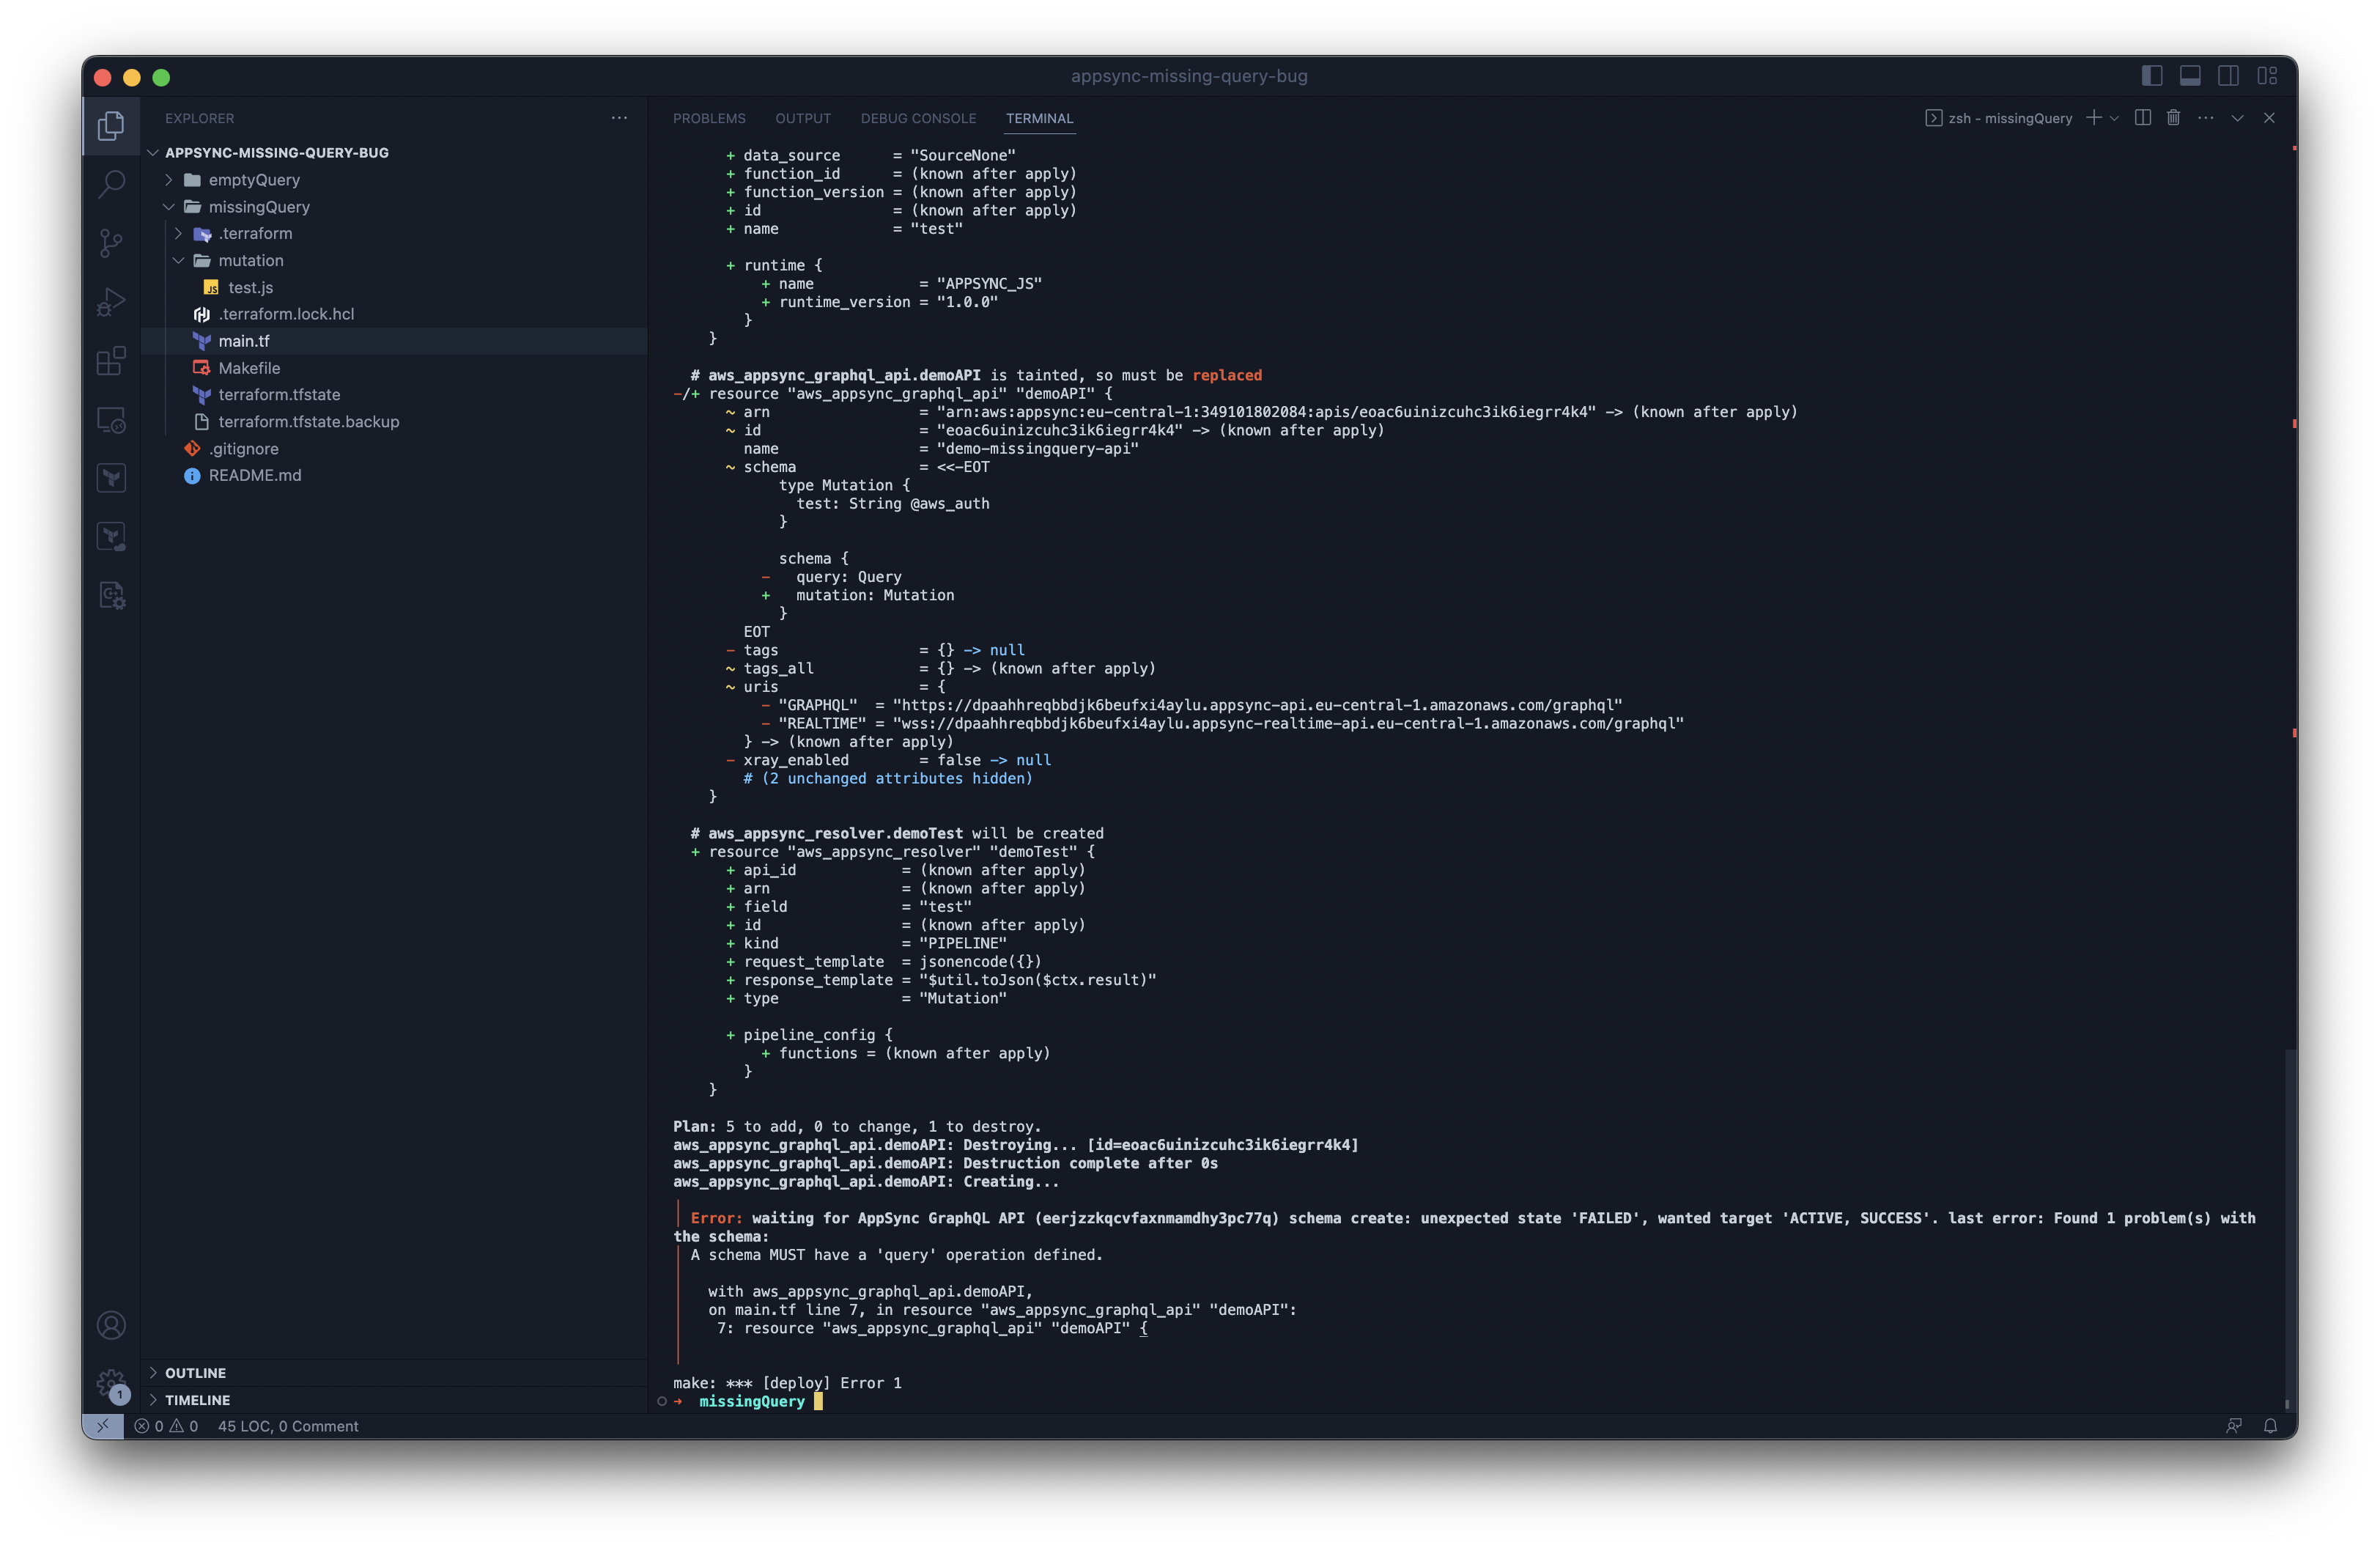 appsync-missing-query-bug
EXPLORER
APPSYNC-MISSING-QUERY-BUG
emptyQuery
missingQuery
.terraform
mutation
JS test.js
.terraform.lock.hcl
main.tf
Makefile
terraform.tfstate
terraform.tfstate.backup
.gitignore
README.md
OUTLINE
TIMELINE
PROBLEMS OUTPUT DEBUG CONSOLE TERMINAL
zsh - missingQuery
+ data_source      = "SourceNone"
+ function_id      = (known after apply)
+ function_version = (known after apply)
+ id               = (known after apply)
+ name             = "test"
+ runtime {
+ name            = "APPSYNC_JS"
+ runtime_version = "1.0.0"
}
}
# aws_appsync_graphql_api.demoAPI is tainted, so must be replaced
-/+ resource "aws_appsync_graphql_api" "demoAPI" {
~ arn                 = "arn:aws:appsync:eu-central-1:349101802084:apis/eoac6uinizcuhc3ik6iegrr4k4" -> (known after apply)
~ id                  = "eoac6uinizcuhc3ik6iegrr4k4" -> (known after apply)
name                = "demo-missingquery-api"
~ schema              = <<-EOT
type Mutation {
test: String @aws_auth
}
schema {
-   query: Query
+   mutation: Mutation
}
EOT
- tags                = {} -> null
~ tags_all            = {} -> (known after apply)
~ uris                = {
- "GRAPHQL"  = "https://dpaahhreqbbdjk6beufxi4aylu.appsync-api.eu-central-1.amazonaws.com/graphql"
- "REALTIME" = "wss://dpaahhreqbbdjk6beufxi4aylu.appsync-realtime-api.eu-central-1.amazonaws.com/graphql"
} -> (known after apply)
- xray_enabled        = false -> null
# (2 unchanged attributes hidden)
}
# aws_appsync_resolver.demoTest will be created
+ resource "aws_appsync_resolver" "demoTest" {
+ api_id            = (known after apply)
+ arn               = (known after apply)
+ field             = "test"
+ id                = (known after apply)
+ kind              = "PIPELINE"
+ request_template  = jsonencode({})
+ response_template = "$util.toJson($ctx.result)"
+ type              = "Mutation"
+ pipeline_config {
+ functions = (known after apply)
}
}
Plan: 5 to add, 0 to change, 1 to destroy.
aws_appsync_graphql_api.demoAPI: Destroying... [id=eoac6uinizcuhc3ik6iegrr4k4]
aws_appsync_graphql_api.demoAPI: Destruction complete after 0s
aws_appsync_graphql_api.demoAPI: Creating...
Error: waiting for AppSync GraphQL API (eerjzzkqcvfaxnmamdhy3pc77q) schema create: unexpected state 'FAILED', wanted target 'ACTIVE, SUCCESS'. last error: Found 1 problem(s) with
the schema:
A schema MUST have a 'query' operation defined.
with aws_appsync_graphql_api.demoAPI,
on main.tf line 7, in resource "aws_appsync_graphql_api" "demoAPI":
7: resource "aws_appsync_graphql_api" "demoAPI" {
make: *** [deploy] Error 1
→ missingQuery
1
0 0 45 LOC, 0 Comment